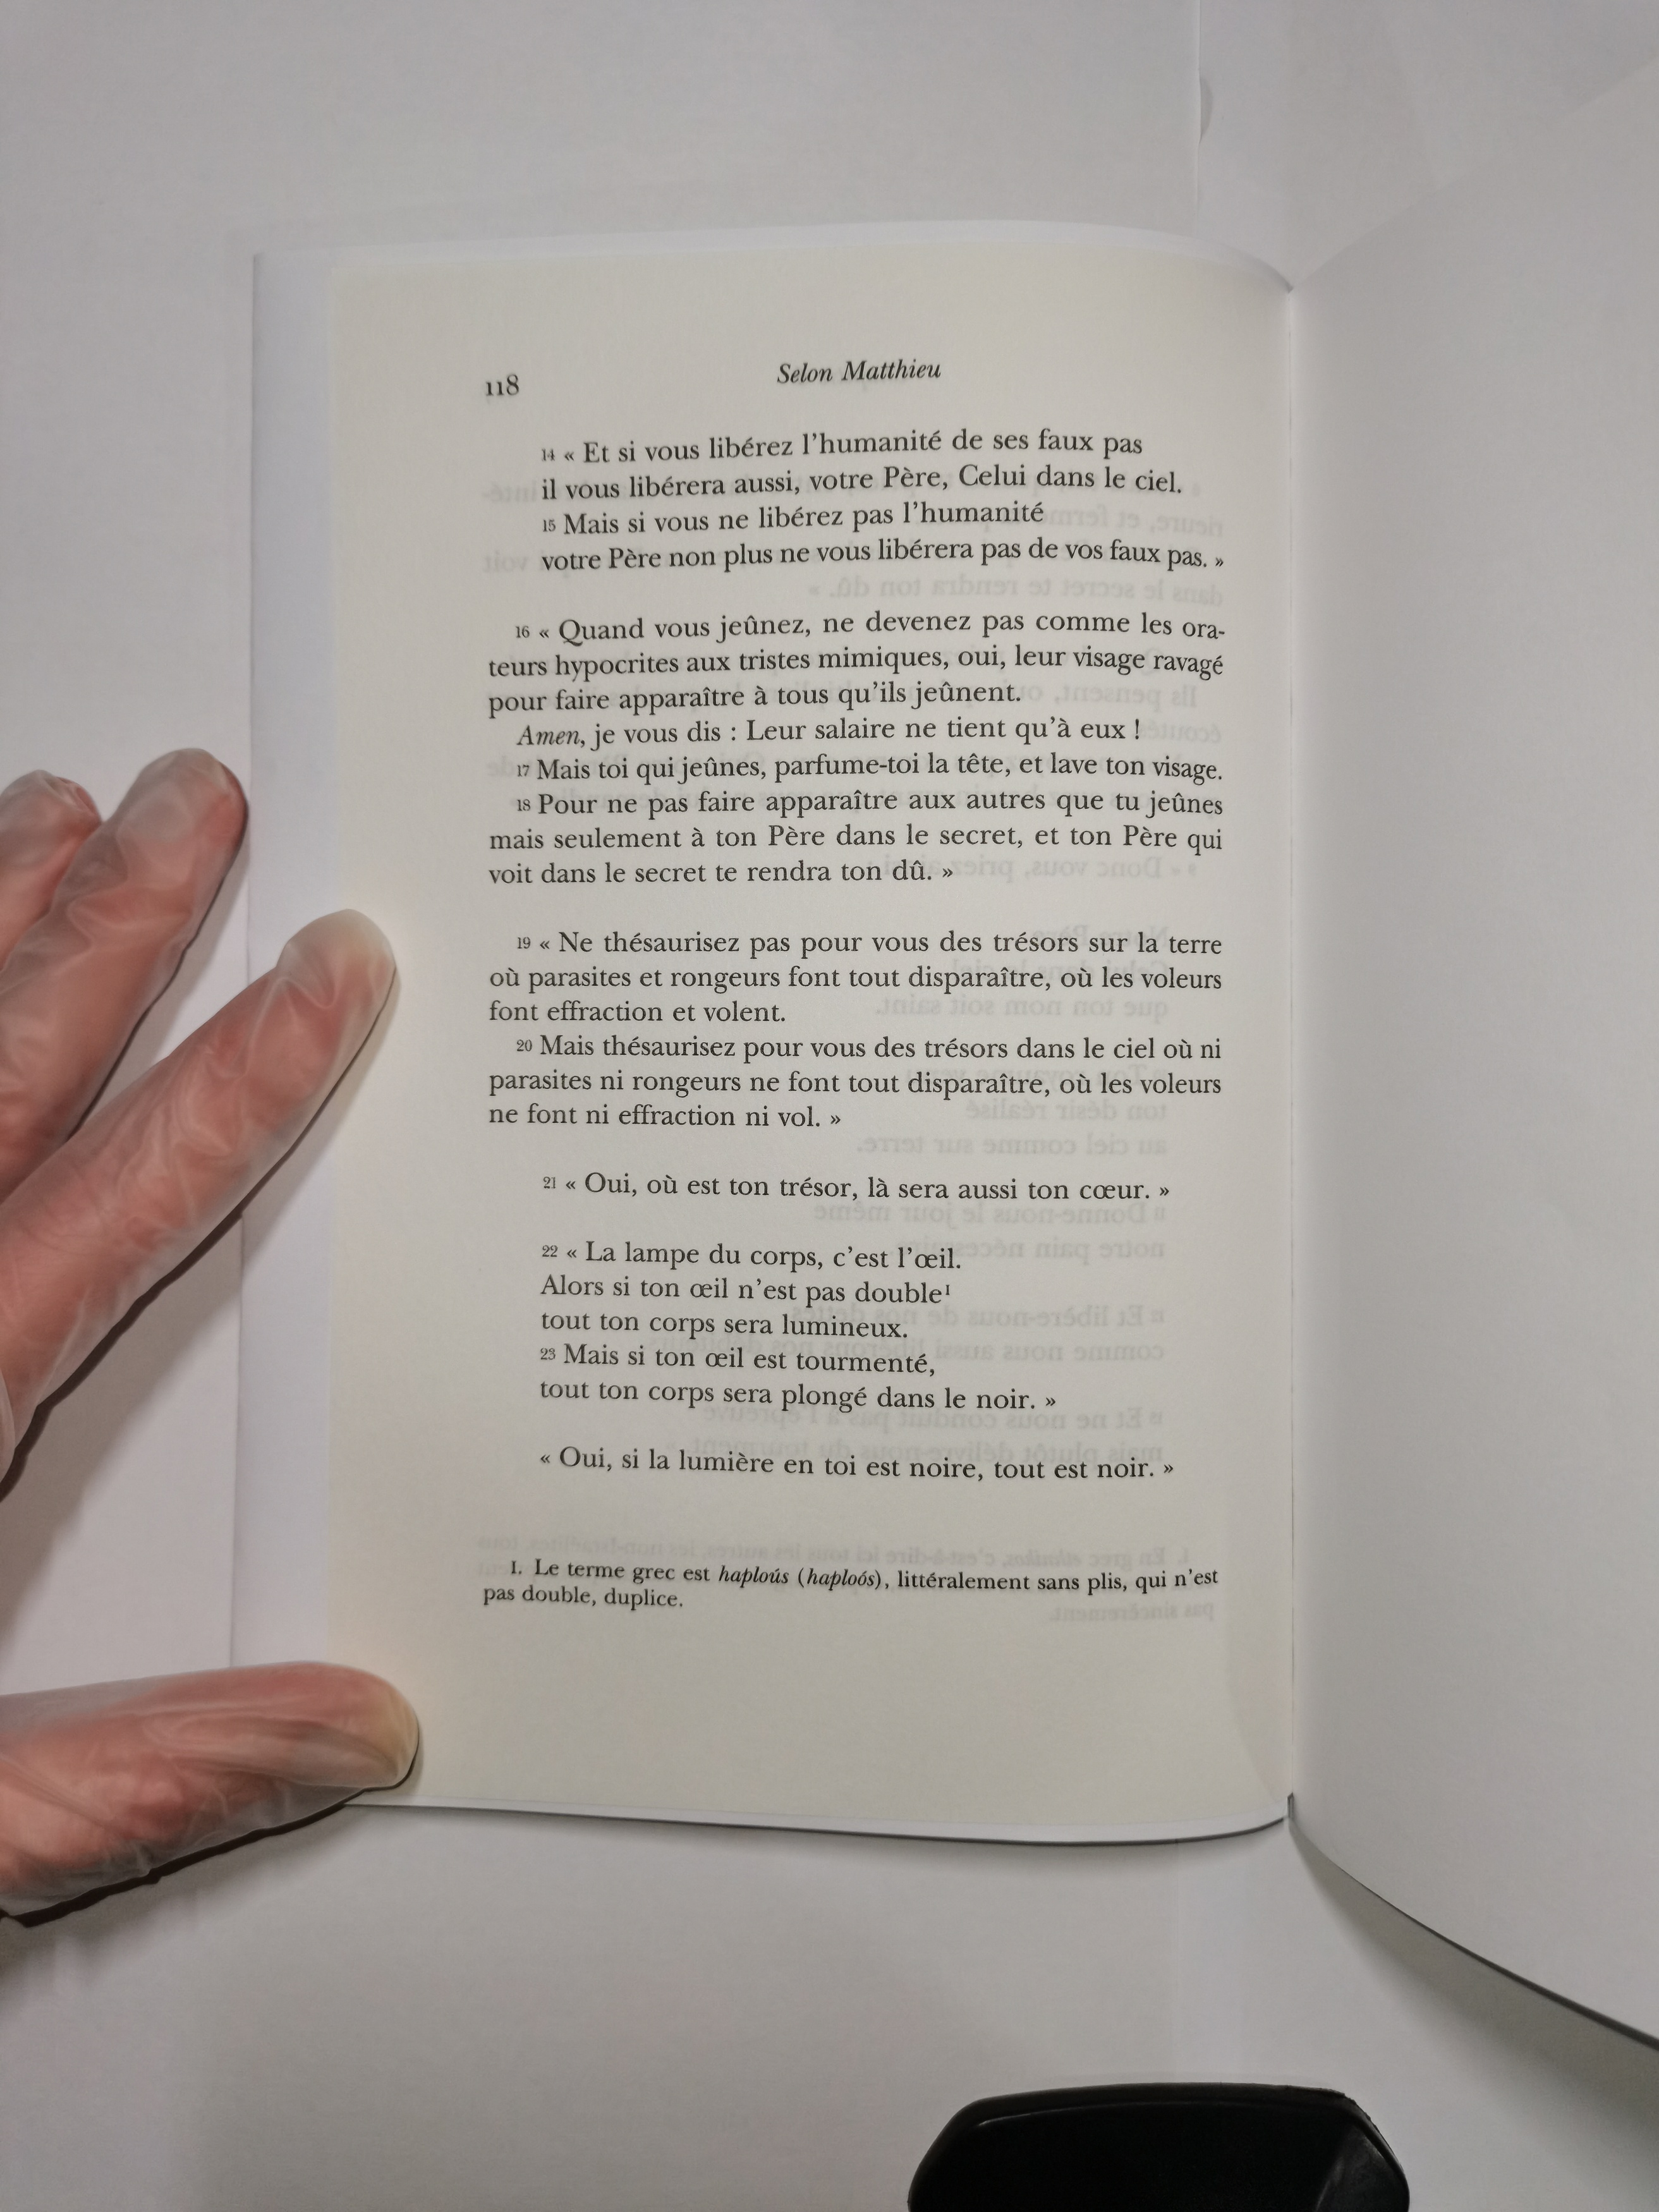 118
Selon Matthieu
14 « Et si vous libérez l’humanité de ses faux pas
il vous libérera aussi, votre Père, Celui dans le ciel.
15 Mais si vous ne libérez pas l’humanité
votre Père non plus ne vous libérera pas de vos faux pas. »
16 « Quand vous jeûnez, ne devenez pas comme les ora-
teurs hypocrites aux tristes mimiques, oui, leur visage ravagé
pour faire apparaître à tous qu’ils jeûnent.
Amen, je vous dis : Leur salaire ne tient qu’à eux !
17 Mais toi qui jeûnes, parfume-toi la tête, et lave ton visage.
18 Pour ne pas faire apparaître aux autres que tu jeûnes
mais seulement à ton Père dans le secret, et ton Père qui
voit dans le secret te rendra ton dû. »
19 « Ne thésaurisez pas pour vous des trésors sur la terre
où parasites et rongeurs font tout disparaître, où les voleurs
font effraction et volent.
20 Mais thésaurisez pour vous des trésors dans le ciel où ni
parasites ni rongeurs ne font tout disparaître, où les voleurs
ne font ni effraction ni vol. »
21 « Oui, où est ton trésor, là sera aussi ton cœur. »
22 « La lampe du corps, c’est l’œil.
Alors si ton œil n’est pas double1
tout ton corps sera lumineux.
23 Mais si ton œil est tourmenté,
tout ton corps sera plongé dans le noir. »
« Oui, si la lumière en toi est noire, tout est noir. »
1. Le terme grec est haploús (haploós), littéralement sans plis, qui n’est
pas double, duplice.